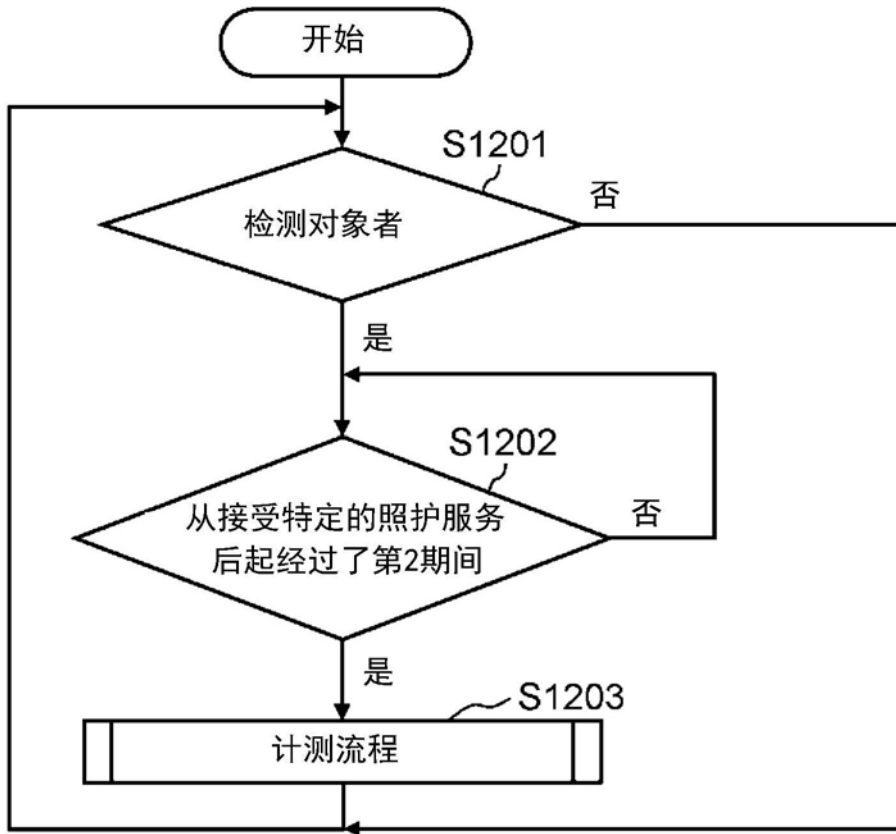 开始
S1201
检测对象者
否
是
S1202
从接受特定的照护服务
后起经过了第2期间
否
是
S1203
计测流程